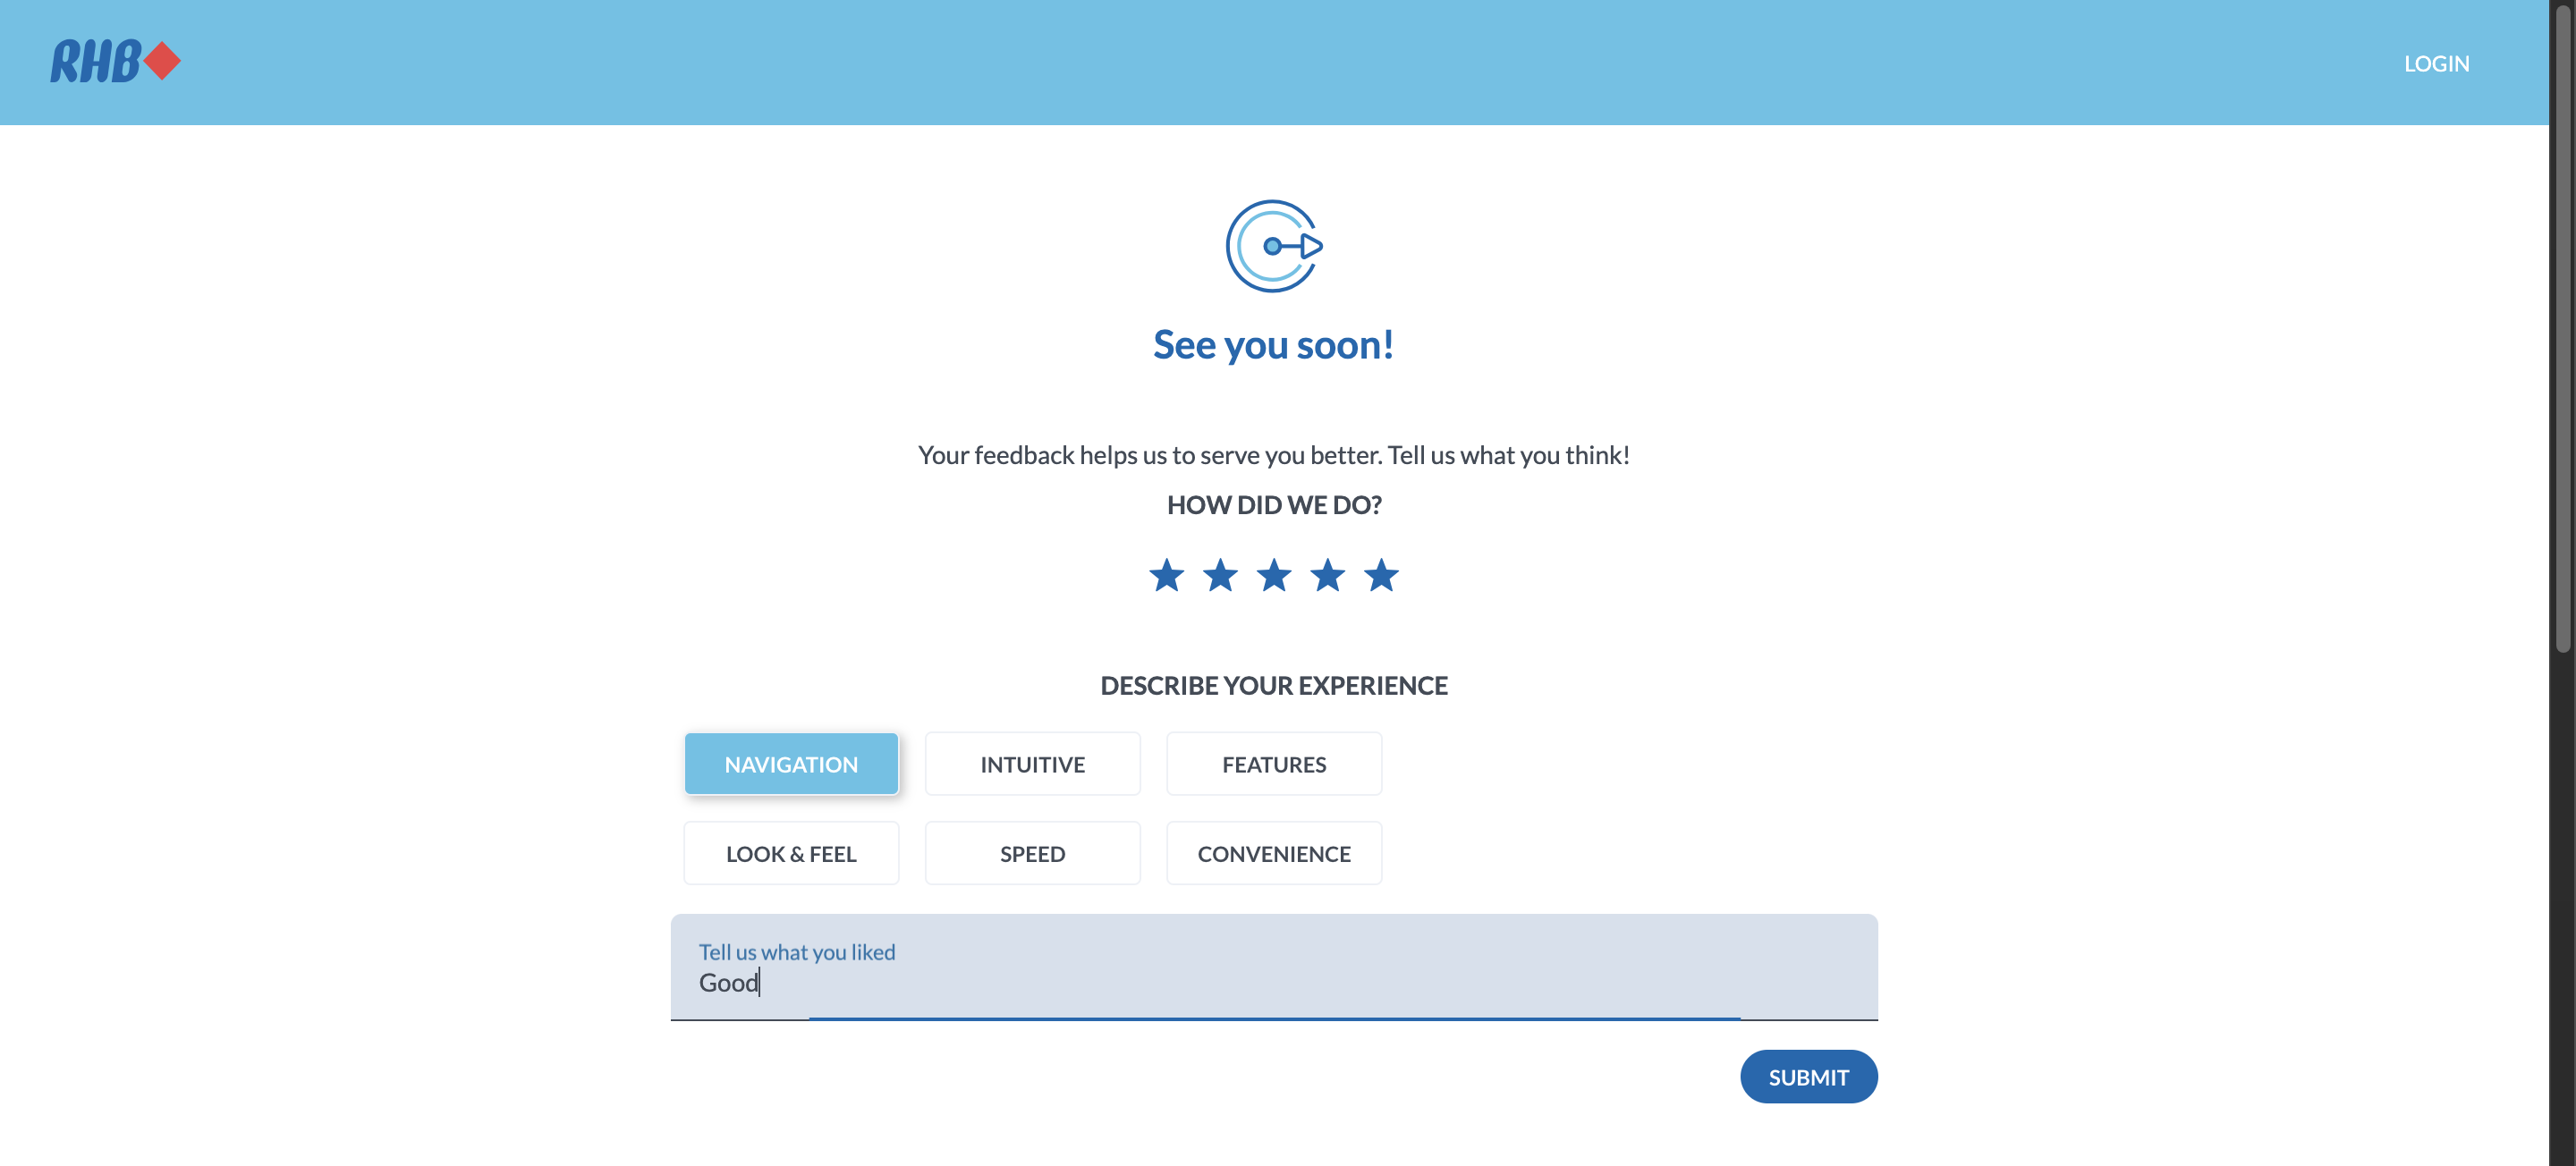 RHB
LOGIN
See you soon!
Your feedback helps us to serve you better. Tell us what you think!
HOW DID WE DO?
DESCRIBE YOUR EXPERIENCE
NAVIGATION
INTUITIVE
FEATURES
LOOK & FEEL
SPEED
CONVENIENCE
Tell us what you liked
Good
SUBMIT